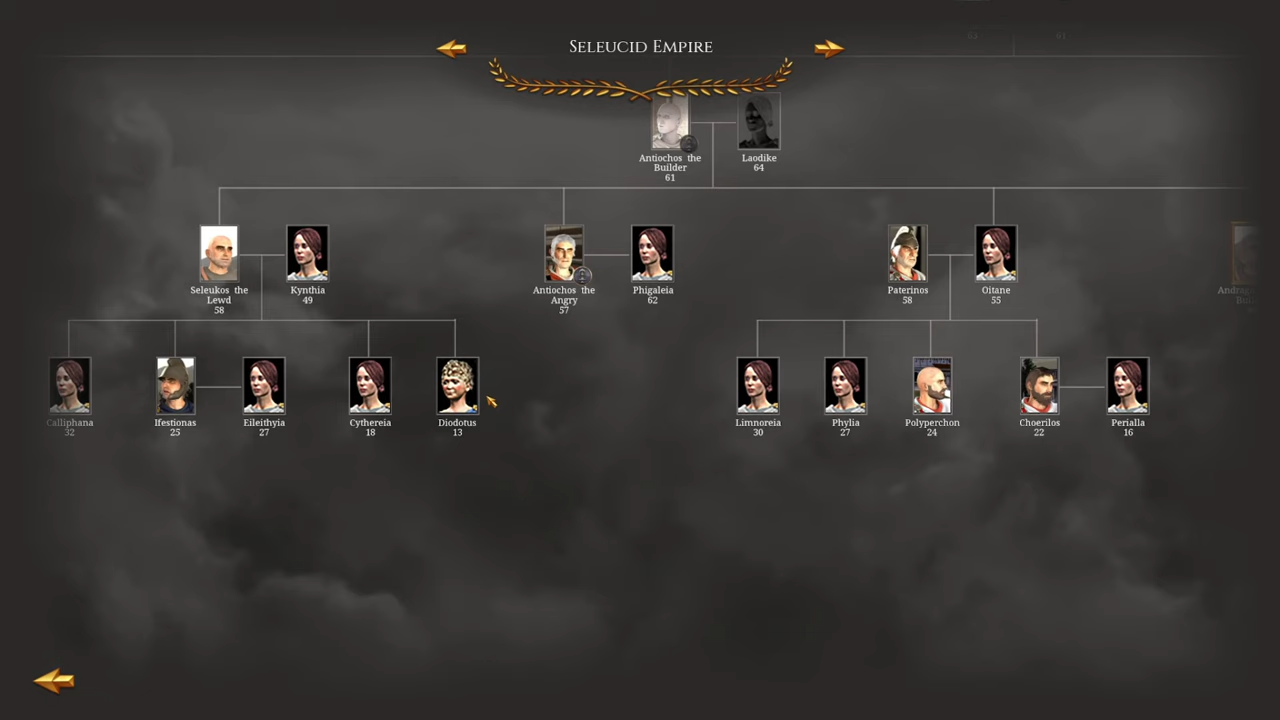 63 61
Seleucid Empire
Antiochos the
Builder
61
Laodike
64
Seleukos the
Lewd
58
Kynthia
49
Antiochos the
Angry
57
Phigaleia
62
Paterinos
58
Oitane
55
Calliphana
32
Ifestionas
25
Eileithyia
27
Cythereia
18
Diodotus
13
Limnoreia
30
Phylia
27
Polyperchon
24
Choerilos
22
Perialla
16